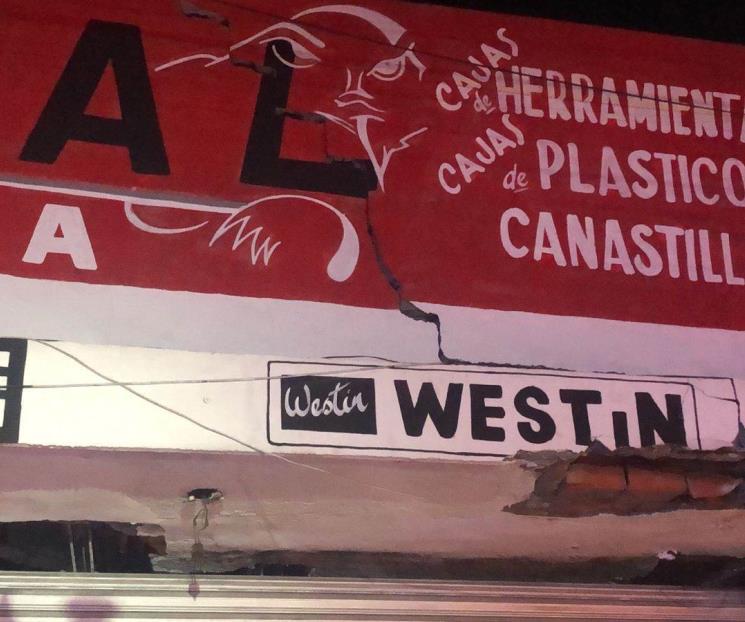 AL
A
CAJAS de HERRAMIENTA
CAJAS de PLASTICO
CANASTILL
Westin WESTIN